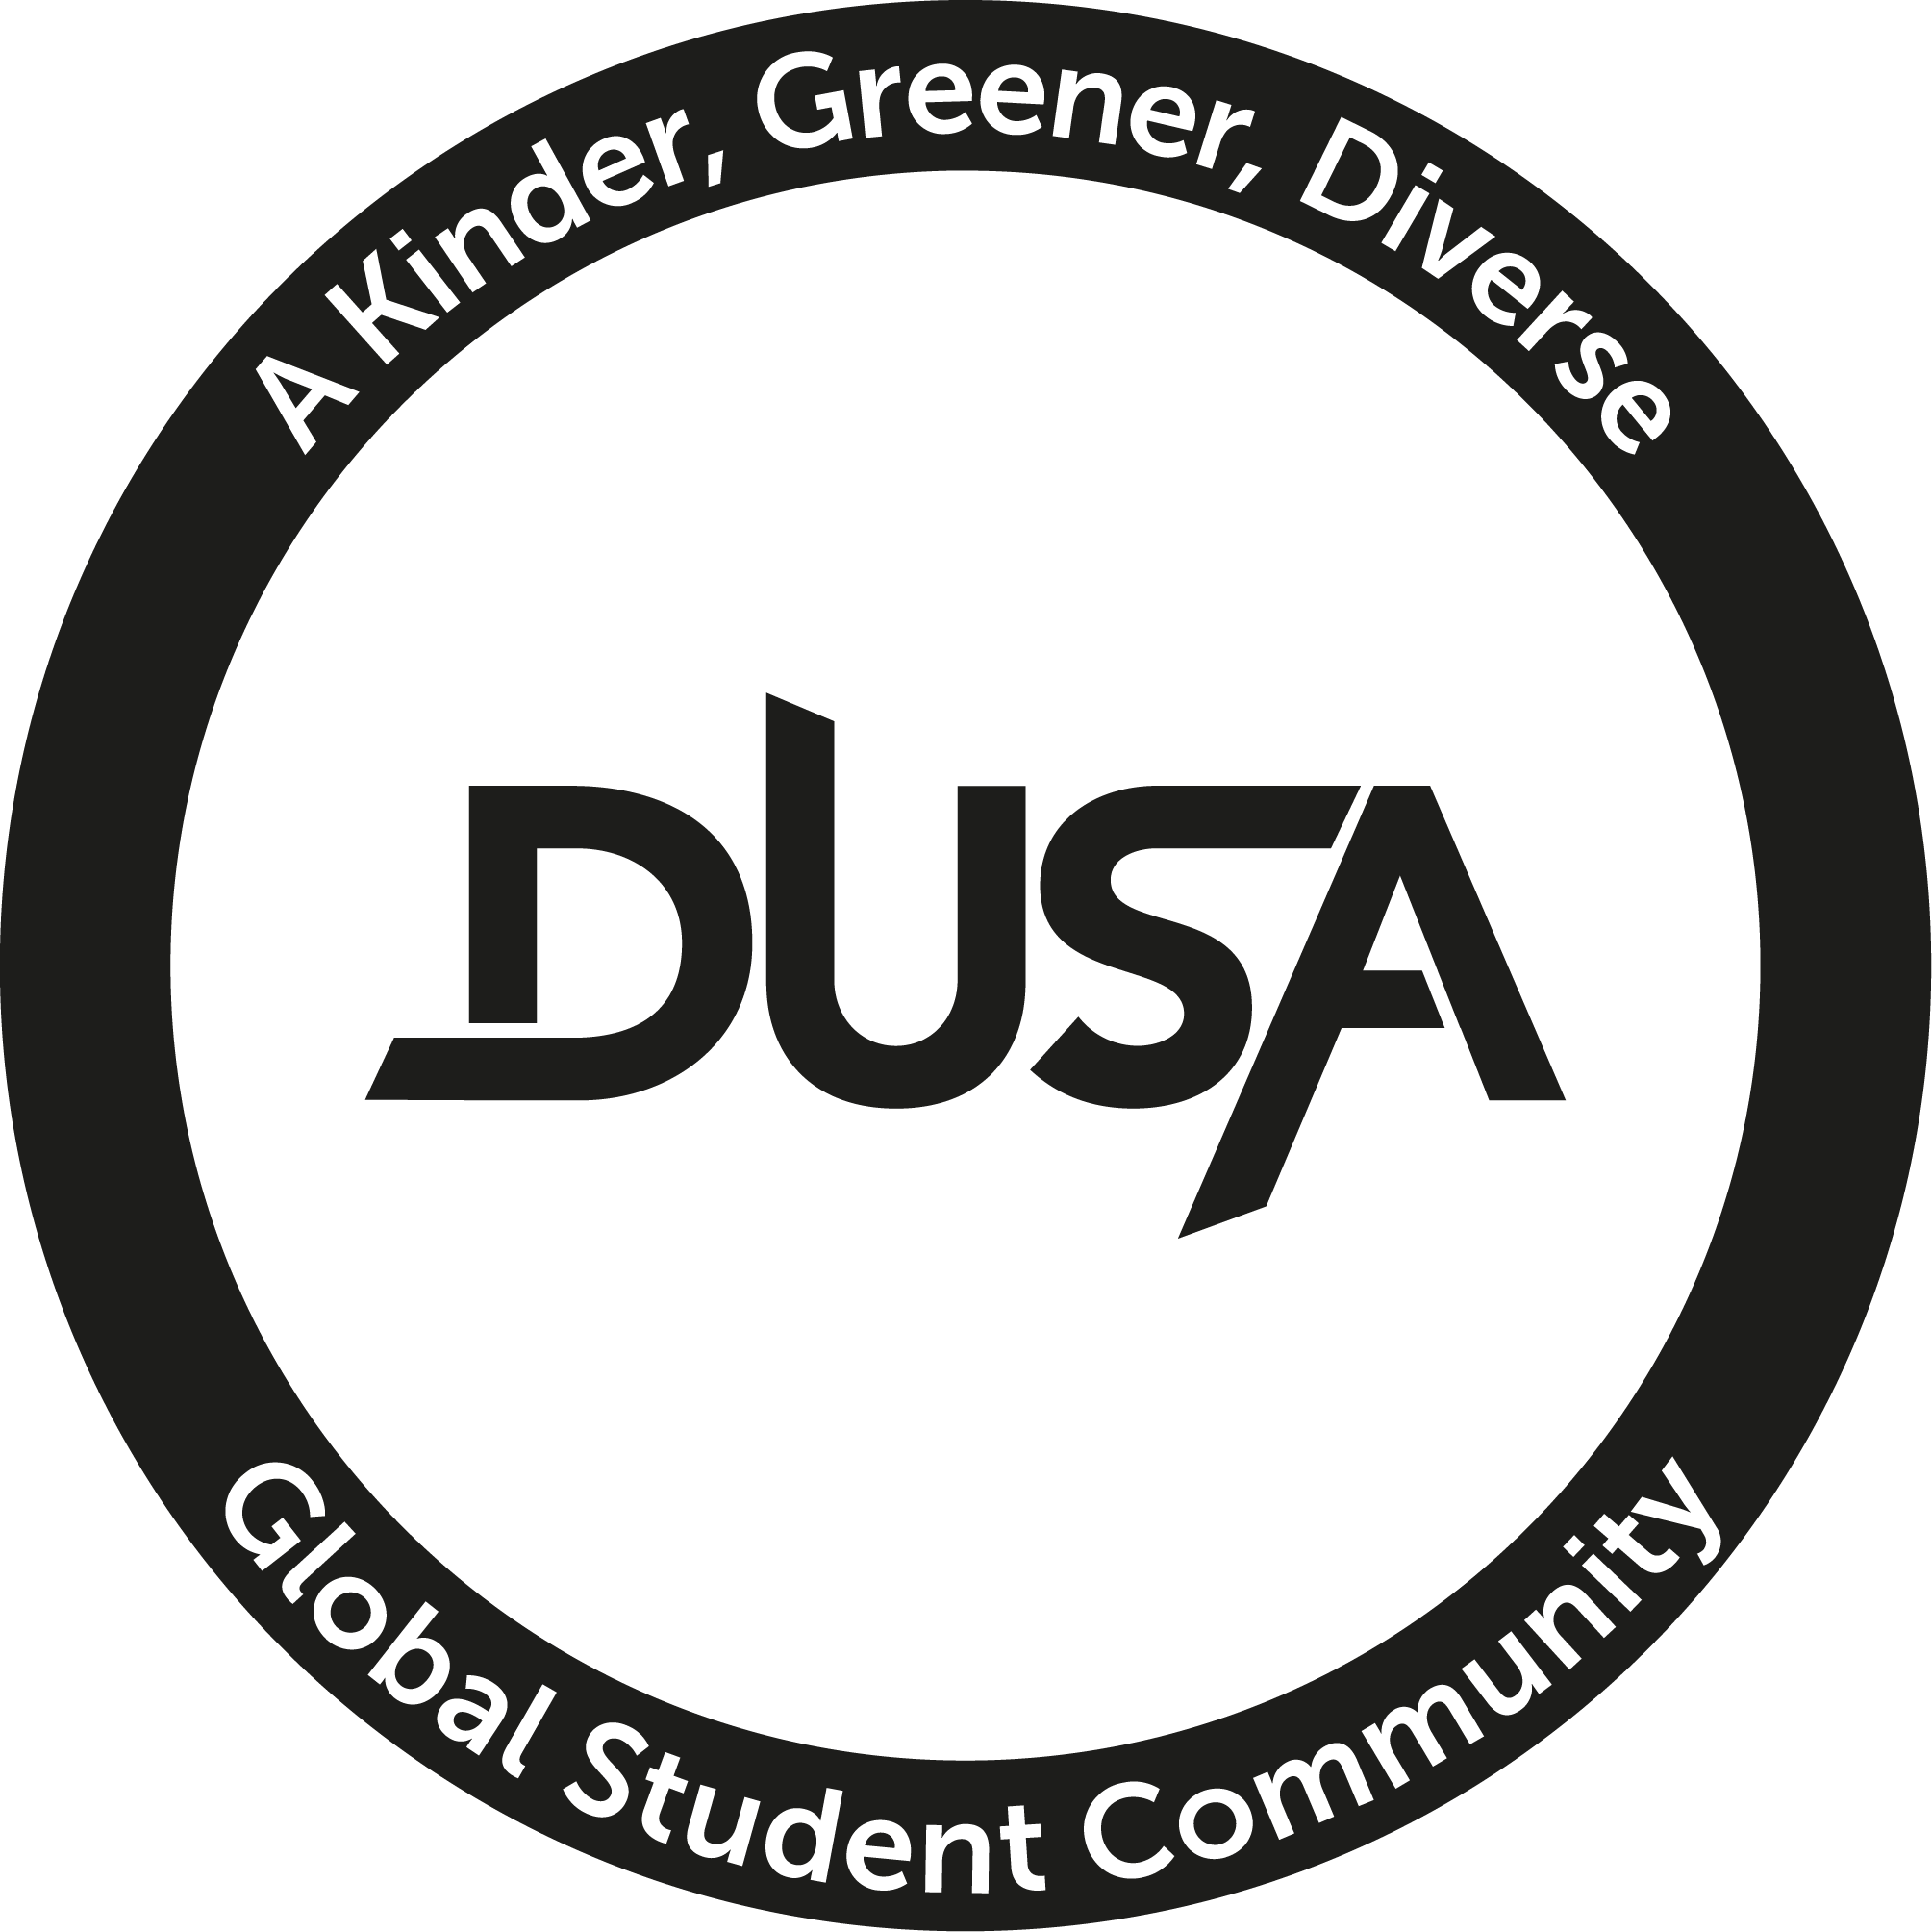 A Kinder, Greener, Diverse
DUSA
Global Student Community